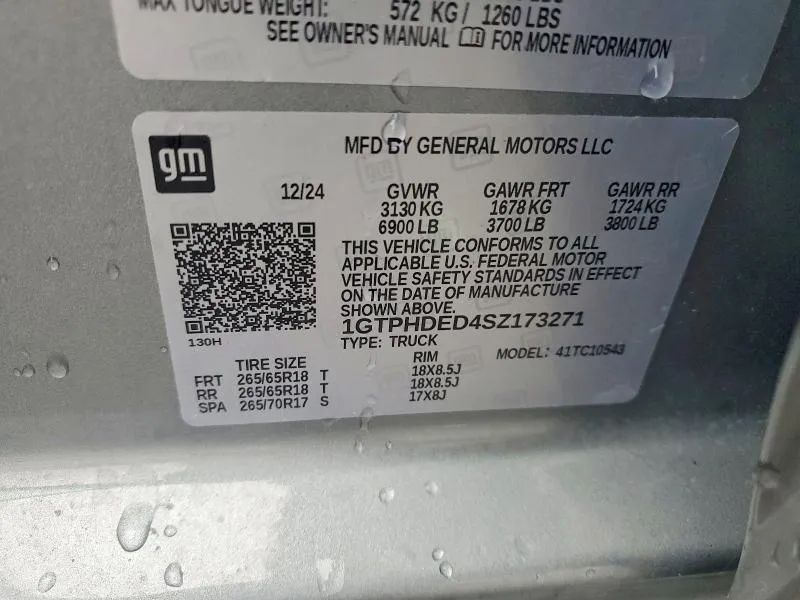 MAX TONGUE WEIGHT: 572 KG / 1260 LBS
SEE OWNER'S MANUAL FOR MORE INFORMATION
gm
MFD BY GENERAL MOTORS LLC
12/24 GVWR GAWR FRT GAWR RR
3130 KG 1678 KG 1724 KG
6900 LB 3700 LB 3800 LB
THIS VEHICLE CONFORMS TO ALL
APPLICABLE U.S. FEDERAL MOTOR
VEHICLE SAFETY STANDARDS IN EFFECT
ON THE DATE OF MANUFACTURE
SHOWN ABOVE.
1GTPHDED4SZ173271
130H
TYPE: TRUCK
MODEL: 41TC10543
TIRE SIZE RIM
FRT 265/65R18 T 18X8.5J
RR 265/65R18 T 18X8.5J
SPA 265/70R17 S 17X8J